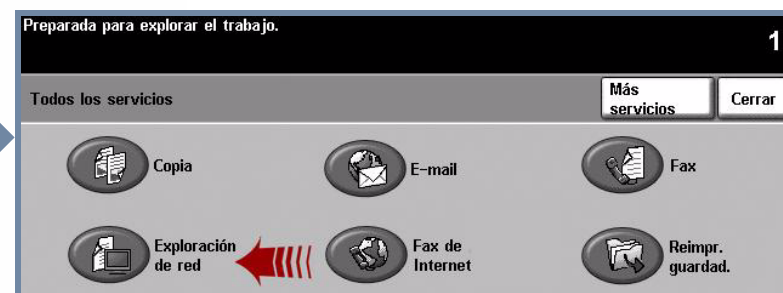 Preparada para explorar el trabajo.
1
Todos los servicios
Más
servicios
Cerrar
Copia
E-mail
Fax
Exploración
de red
Fax de
Internet
Reimpr.
guardad.